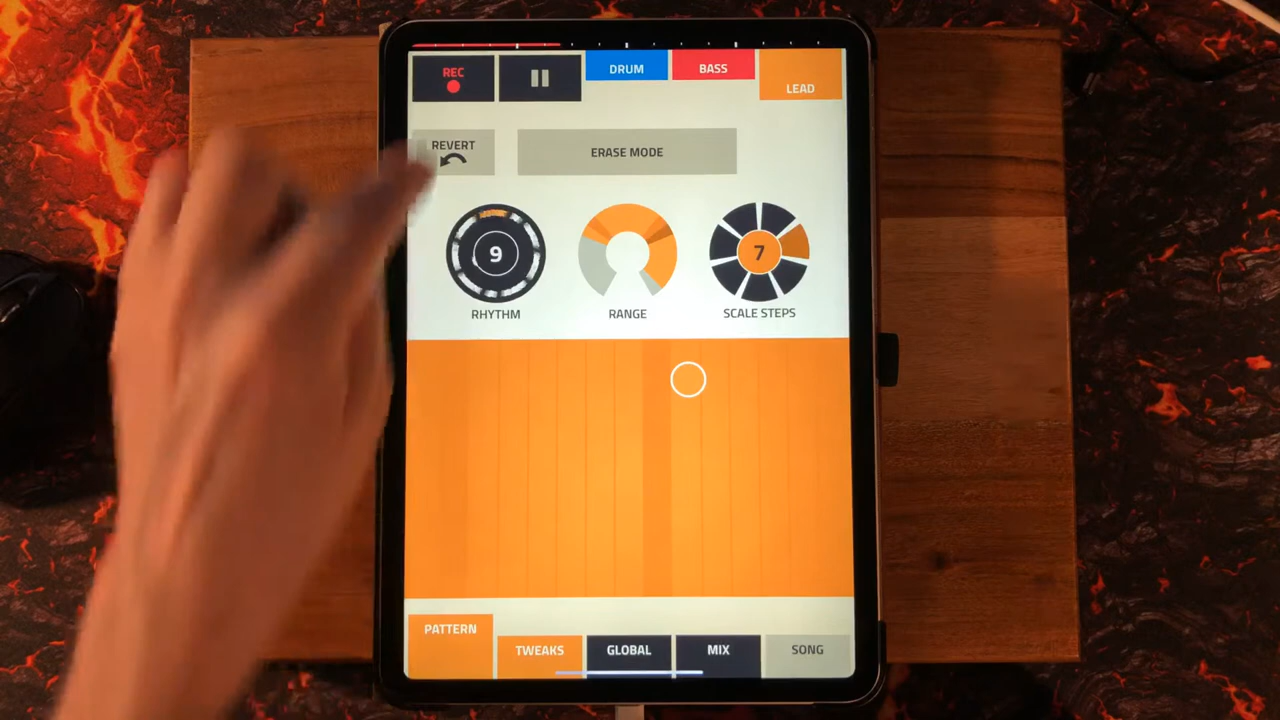 REC
DRUM
BASS
LEAD
REVERT
ERASE MODE
9
7
RHYTHM
RANGE
SCALE STEPS
PATTERN
TWEAKS
GLOBAL
MIX
SONG